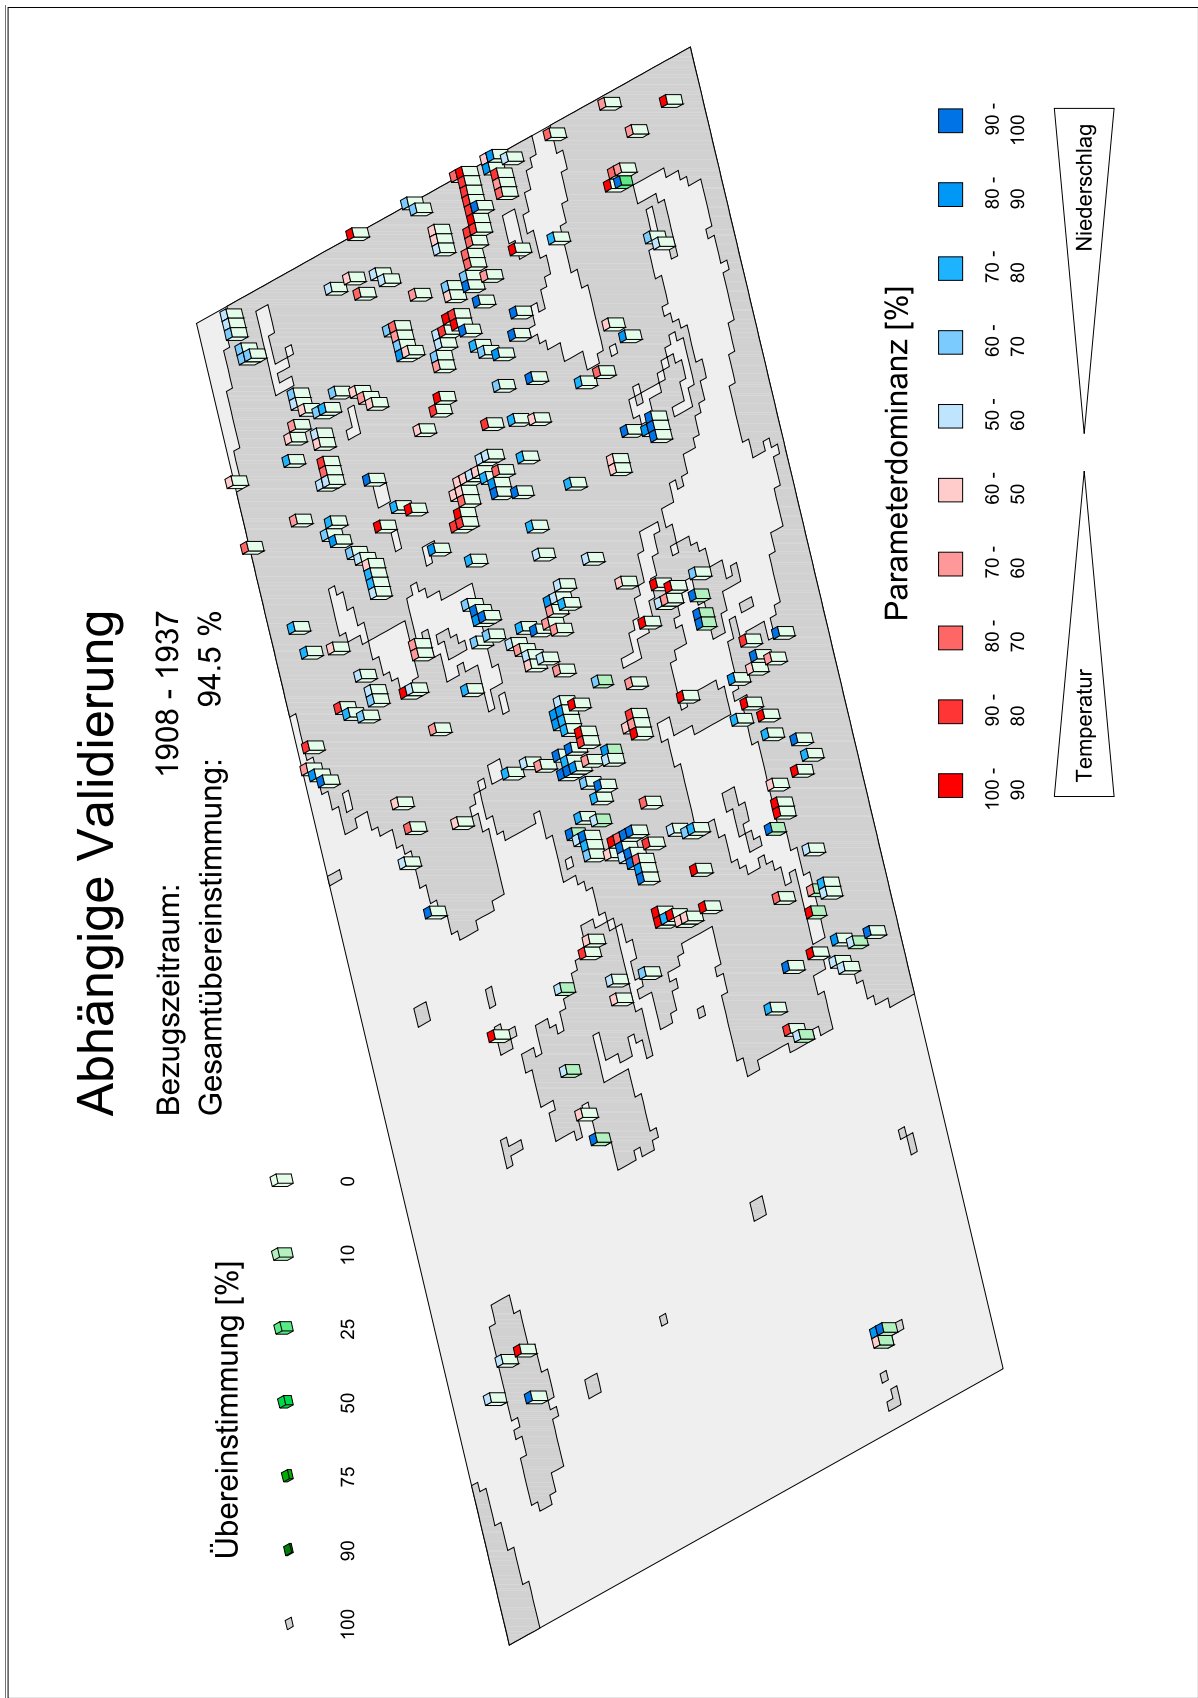 Abhängige Validierung
Bezugszeitraum: 1908 - 1937
Gesamtübereinstimmung: 94.5 %
Übereinstimmung [%]
100 90 75 50 25 10 0
Parameterdominanz [%]
100 - 90 - 80 - 70 - 60 - 50 - 60 - 70 - 80 - 90 -
90 80 70 60 50 60 70 80 90 100
Temperatur Niederschlag